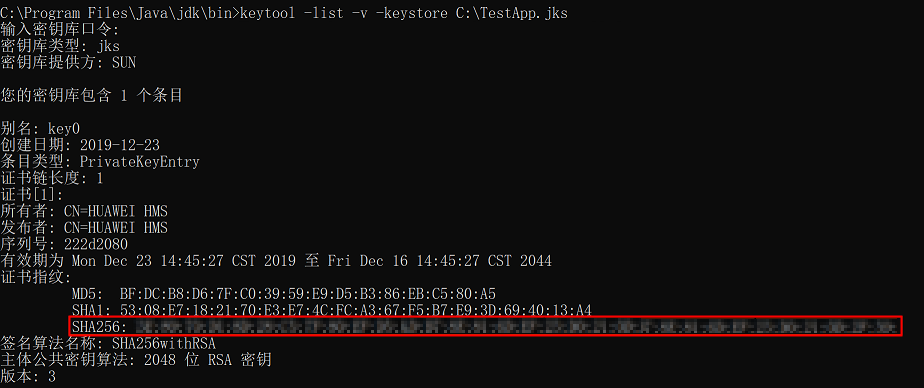 C:\Program Files\Java\jdk\bin>keytool -list -v -keystore C:\TestApp.jks
输入密钥库口令:
密钥库类型: jks
密钥库提供方: SUN
您的密钥库包含 1 个条目
别名: key0
创建日期: 2019-12-23
条目类型: PrivateKeyEntry
证书链长度: 1
证书[1]:
所有者: CN=HUAWEI HMS
发布者: CN=HUAWEI HMS
序列号: 222d2080
有效期为 Mon Dec 23 14:45:27 CST 2019 至 Fri Dec 16 14:45:27 CST 2044
证书指纹:
MD5: BF:DC:B8:D6:7F:C0:39:59:E9:D5:B3:86:EB:C5:80:A5
SHA1: 53:08:E7:18:21:70:E3:E7:4C:FC:A3:67:F5:B7:E9:3D:69:40:13:A4
SHA256:
签名算法名称: SHA256withRSA
主体公共密钥算法: 2048 位 RSA 密钥
版本: 3